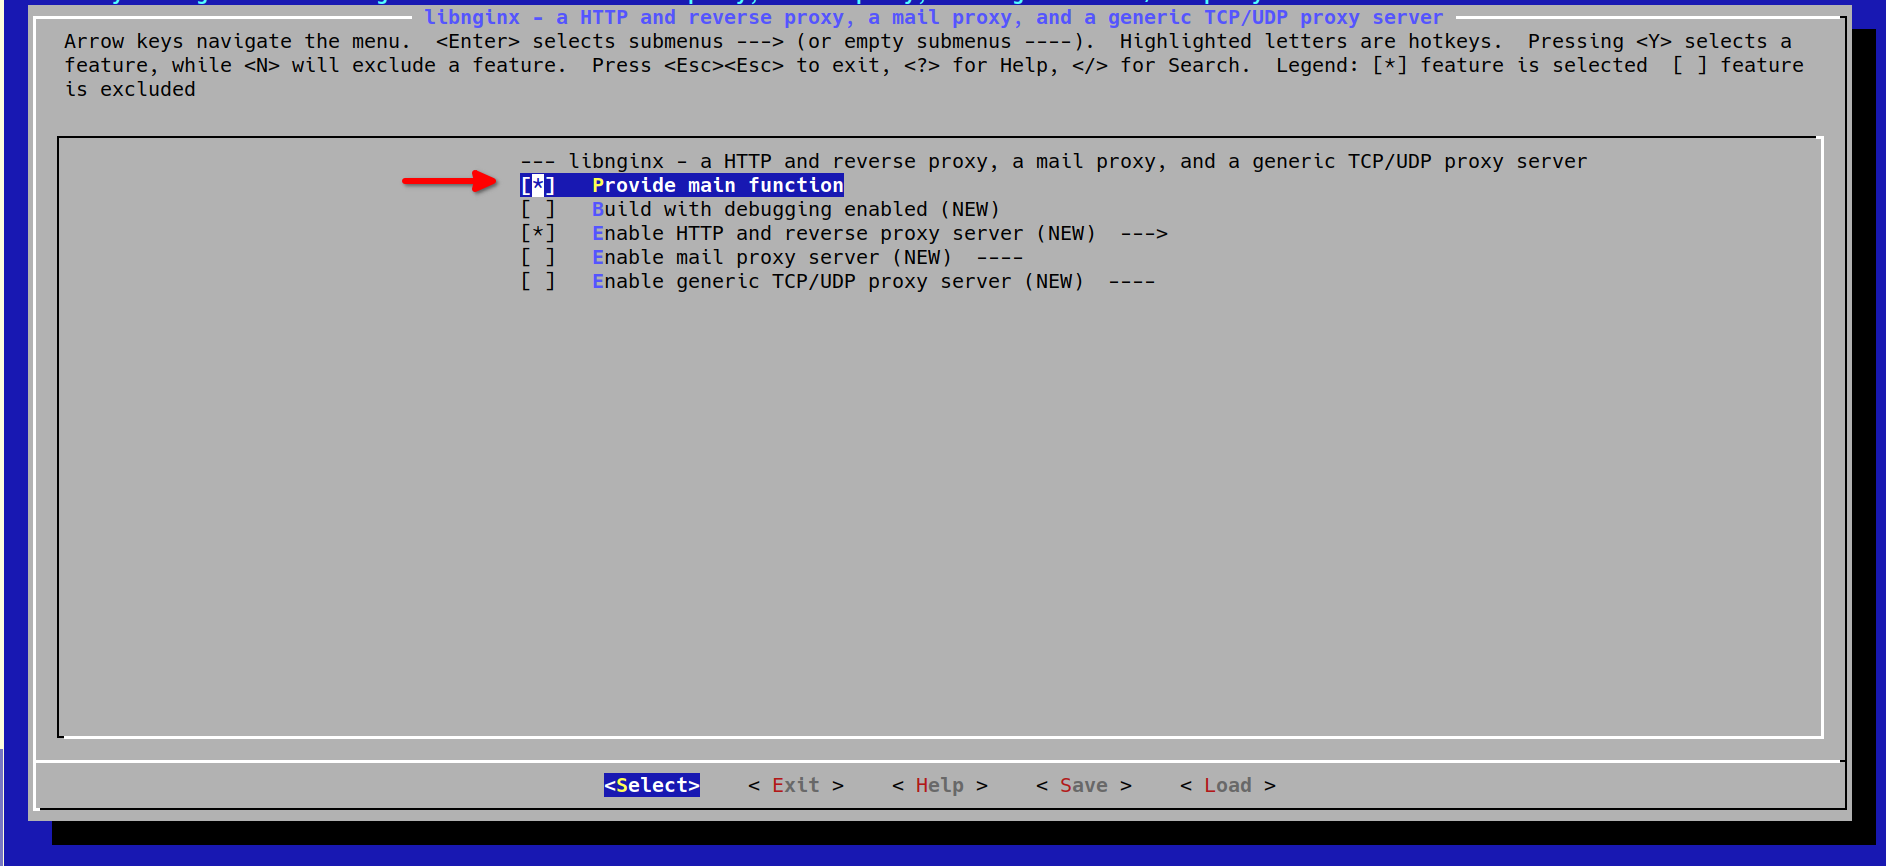 libnginx - a HTTP and reverse proxy, a mail proxy, and a generic TCP/UDP proxy server
Arrow keys navigate the menu.  <Enter> selects submenus ---> (or empty submenus ----).  Highlighted letters are hotkeys.  Pressing <Y> selects a
feature, while <N> will exclude a feature.  Press <Esc><Esc> to exit, <?> for Help, </> for Search.  Legend: [*] feature is selected  [ ] feature
is excluded
--- libnginx - a HTTP and reverse proxy, a mail proxy, and a generic TCP/UDP proxy server
[*]   Provide main function
[ ]   Build with debugging enabled (NEW)
[*]   Enable HTTP and reverse proxy server (NEW)  --->
[ ]   Enable mail proxy server (NEW)  ----
[ ]   Enable generic TCP/UDP proxy server (NEW)  ----
<Select>    < Exit >    < Help >    < Save >    < Load >